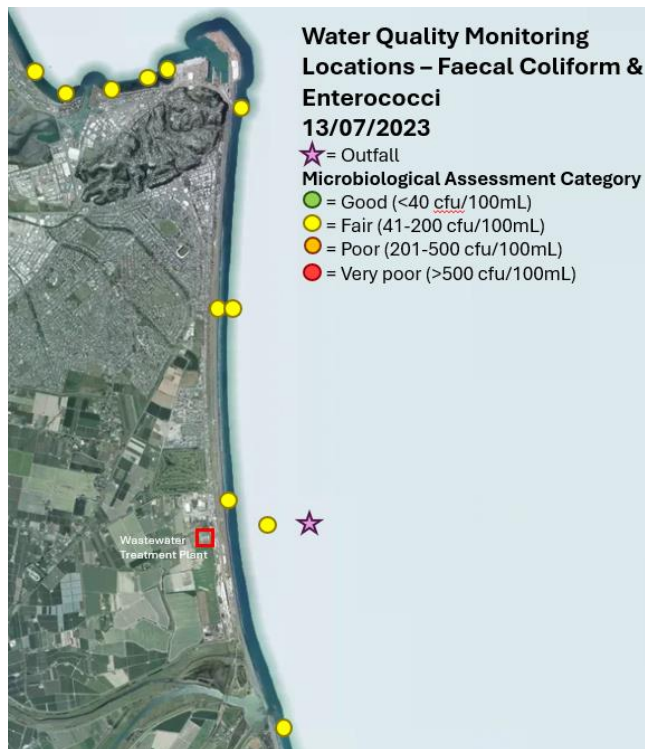 Water Quality Monitoring
Locations – Faecal Coliform &
Enterococci
13/07/2023
= Outfall
Microbiological Assessment Category
= Good (<40 cfu/100mL)
= Fair (41-200 cfu/100mL)
= Poor (201-500 cfu/100mL)
= Very poor (>500 cfu/100mL)
Wastewater
Treatment Plant